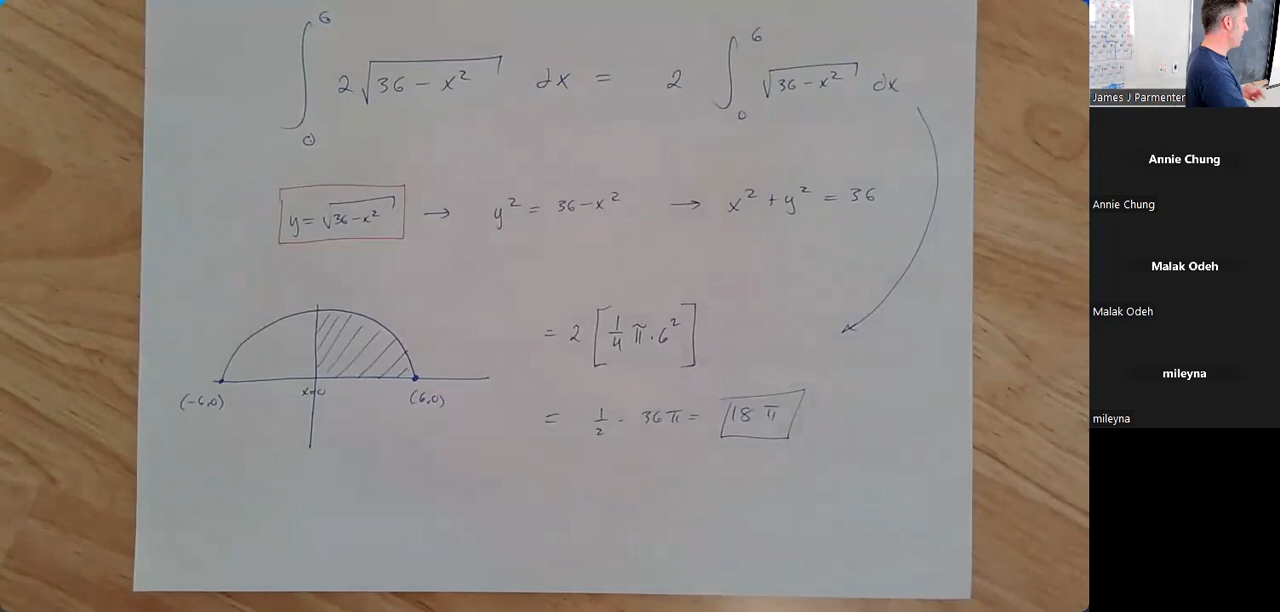 ∫₀⁶ 2√(36 − x²) dx = 2 ∫₀⁶ √(36 − x²) dx
y = √(36 − x²) → y² = 36 − x² → x² + y² = 36
= 2 [1/4 π · 6²]
(-6,0) x=0 (6,0)
= 1/2 · 36π = 18 π
James J Parmenter
Annie Chung
Annie Chung
Malak Odeh
Malak Odeh
mileyna
mileyna